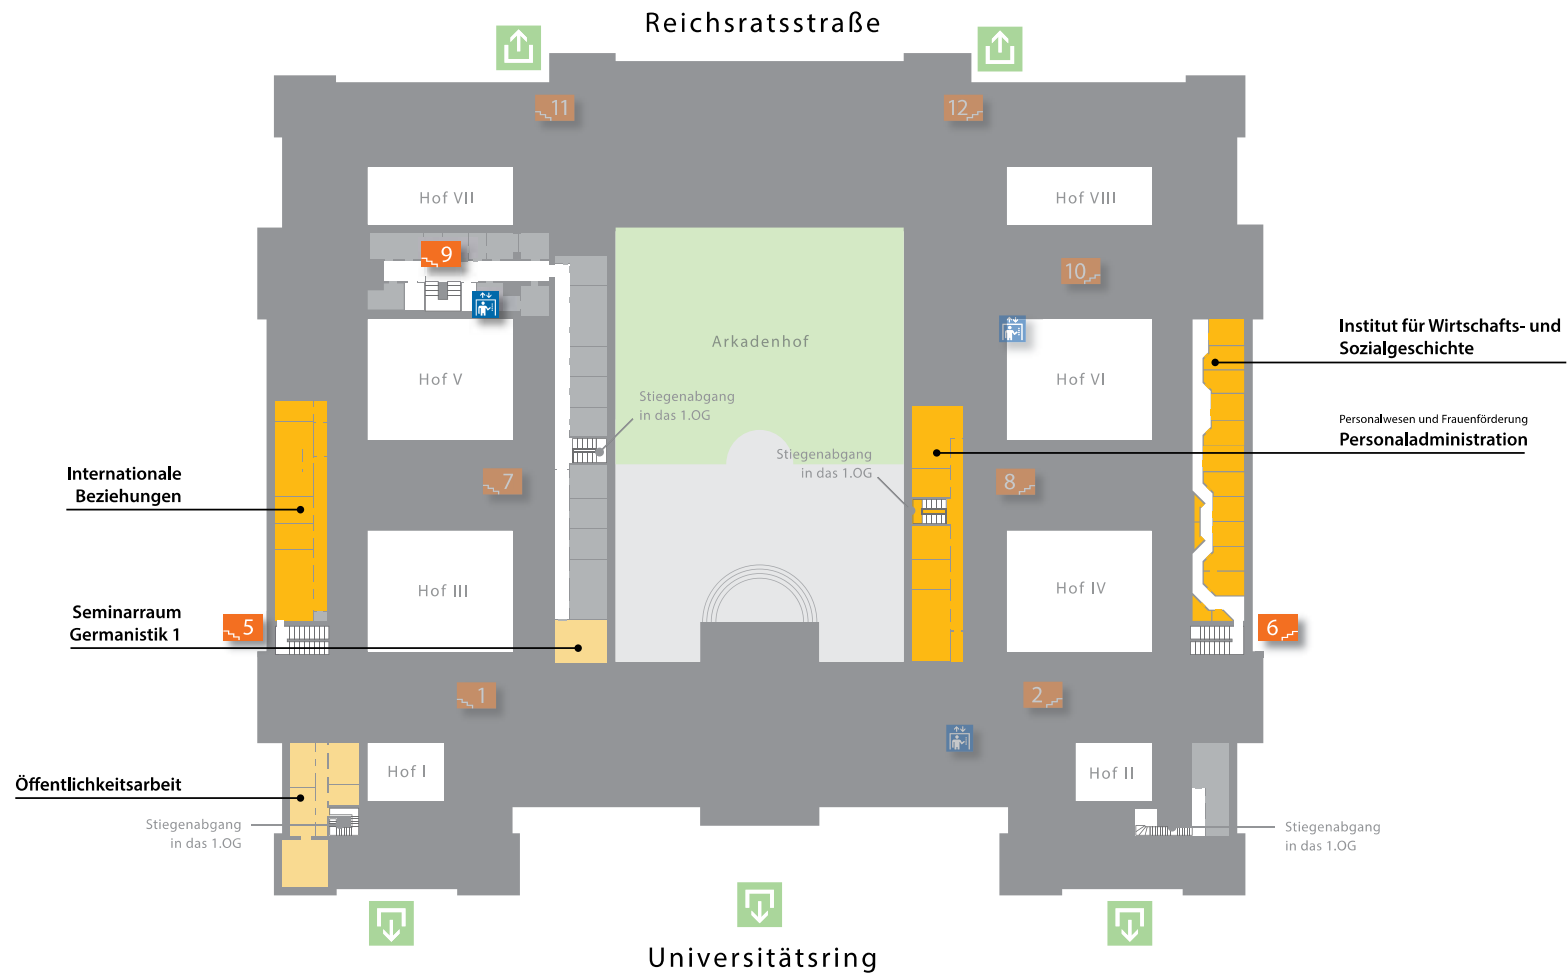 Reichsratsstraße
11
12
Hof VII
Hof VIII
9
10
Arkadenhof
Institut für Wirtschafts- und
Sozialgeschichte
Hof V
Hof VI
Stiegenabgang
in das 1.OG
Personalwesen und Frauenförderung
Personaladministration
Stiegenabgang
in das 1.OG
Internationale
Beziehungen
7
8
Hof III
Hof IV
Seminarraum
Germanistik 1
5
6
1
2
Hof I
Hof II
Öffentlichkeitsarbeit
Stiegenabgang
in das 1.OG
Stiegenabgang
in das 1.OG
Universitätsring